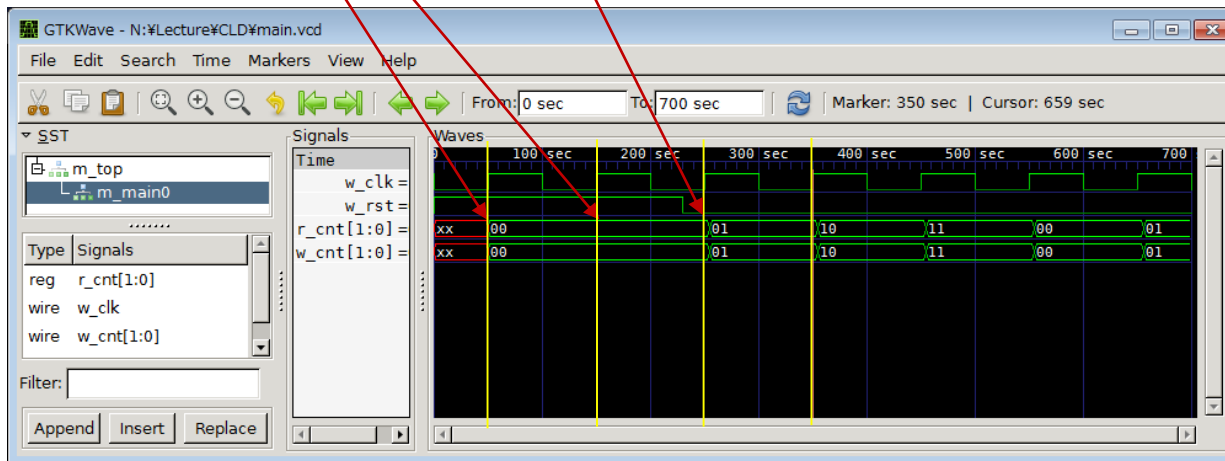 GTKWave - N:¥Lecture¥CLD¥main.vcd
File Edit Search Time Markers View Help
From: 0 sec To: 700 sec Marker: 350 sec | Cursor: 659 sec
SST
m_top
m_main0
Type Signals
reg r_cnt[1:0]
wire w_clk
wire w_cnt[1:0]
Filter:
Append Insert Replace
Signals
Time
w_clk =
w_rst =
r_cnt[1:0] =
w_cnt[1:0] =
Waves
0 100 sec 200 sec 300 sec 400 sec 500 sec 600 sec 700
xx 00 01 10 11 00 01
xx 00 01 10 11 00 01